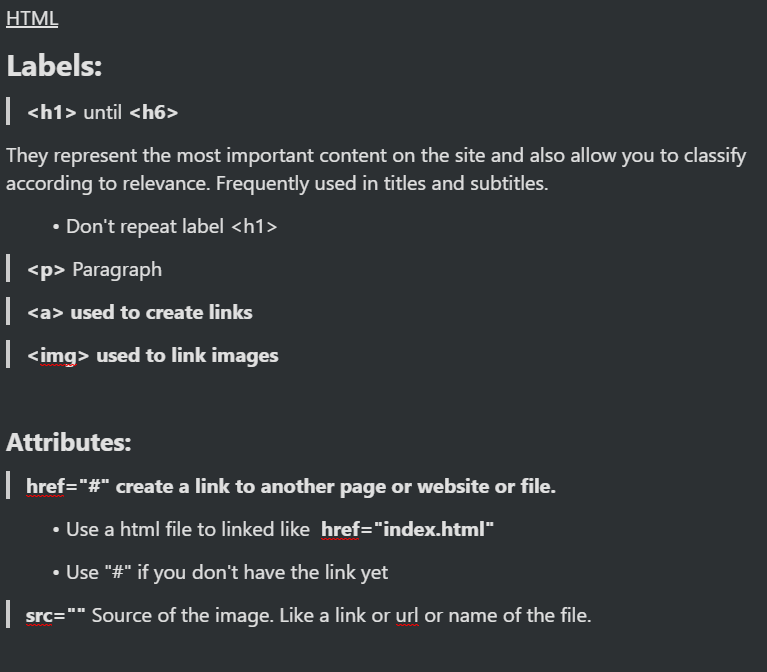 HTML
Labels:
<h1> until <h6>
They represent the most important content on the site and also allow you to classify
according to relevance. Frequently used in titles and subtitles.
• Don't repeat label <h1>
<p> Paragraph
<a> used to create links
<img> used to link images
Attributes:
href="#" create a link to another page or website or file.
• Use a html file to linked like  href="index.html"
• Use "#" if you don't have the link yet
src="" Source of the image. Like a link or url or name of the file.